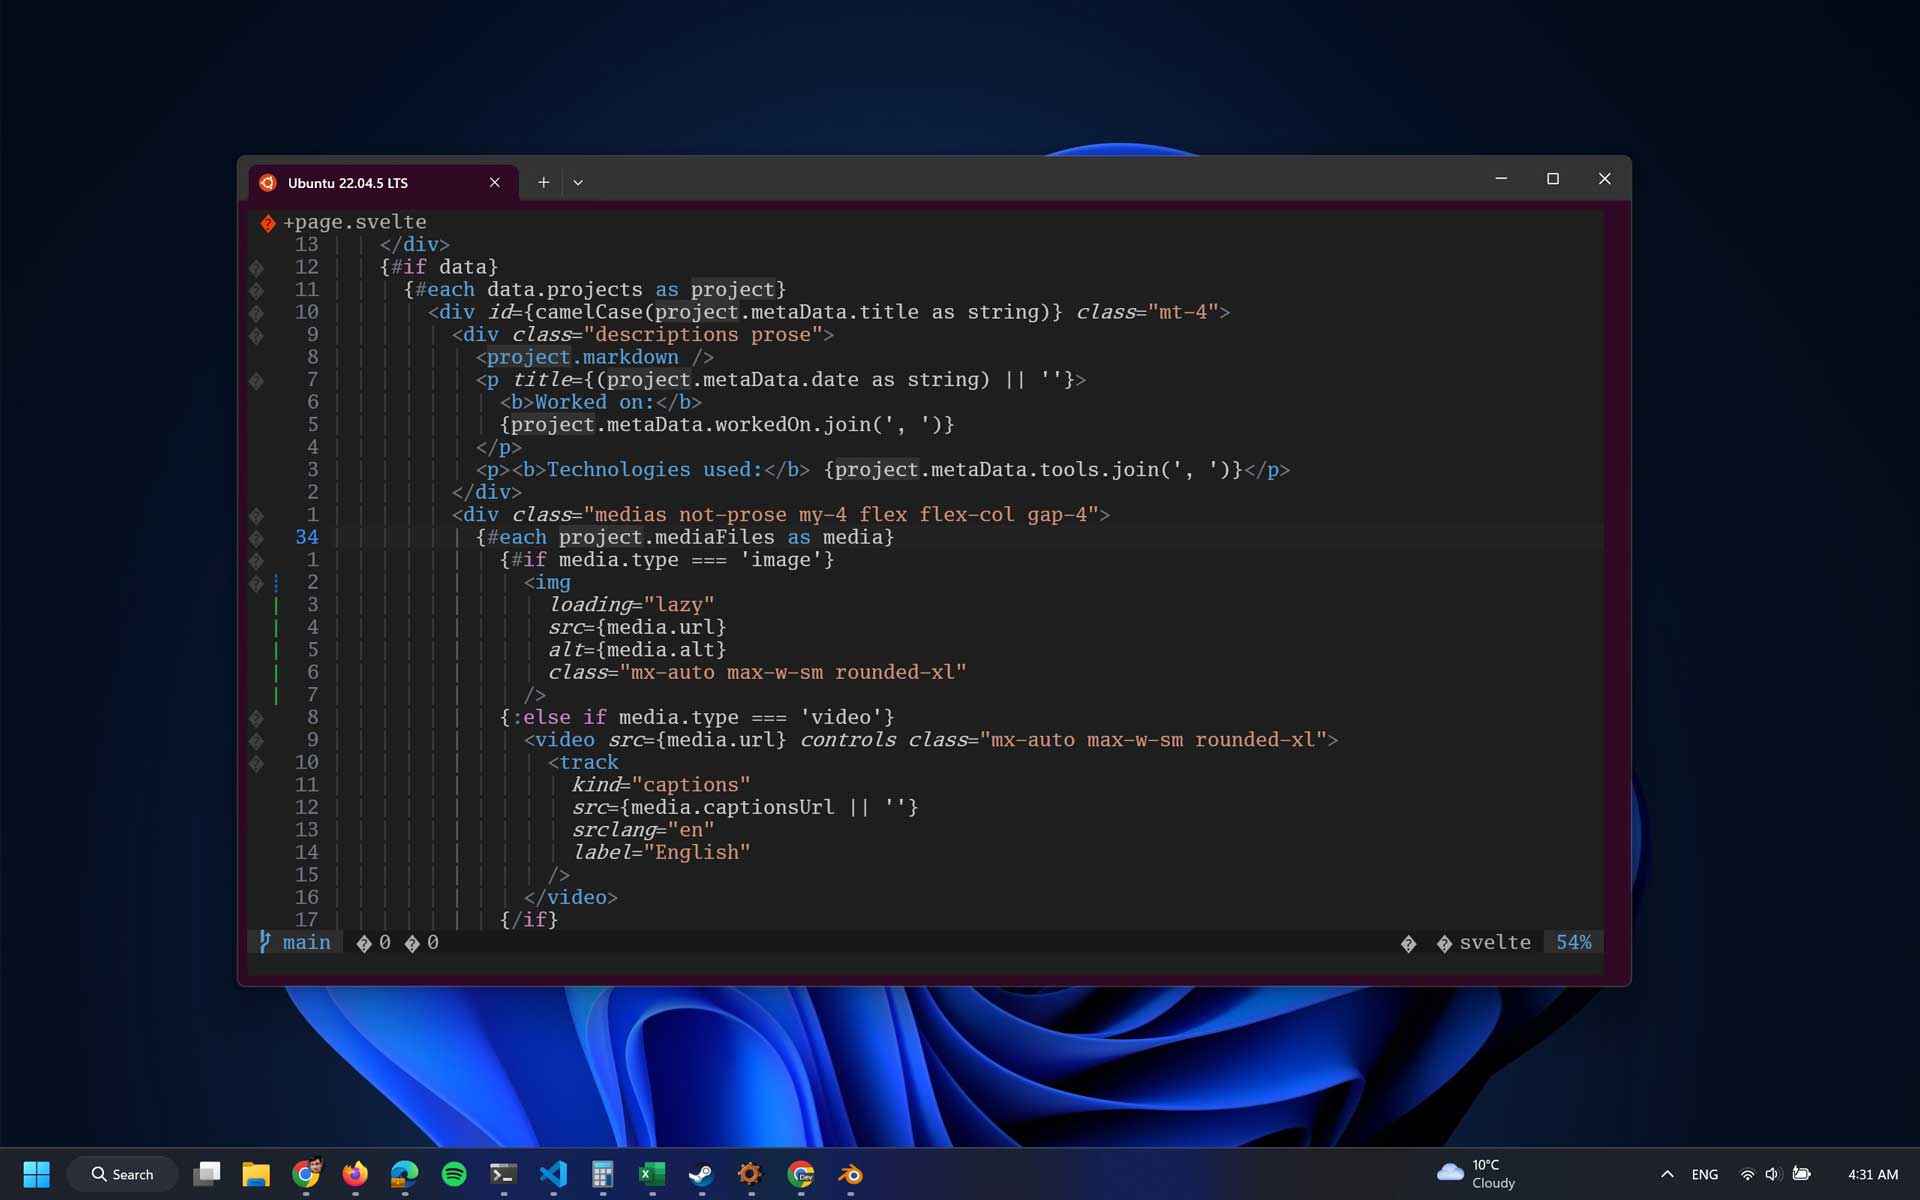 Ubuntu 22.04.5 LTS
+page.svelte
13 </div>
12 {#if data}
11 {#each data.projects as project}
10 <div id={camelCase(project.metaData.title as string)} class="mt-4">
9 <div class="descriptions prose">
8 <project.markdown />
7 <p title={(project.metaData.date as string) || ''}>
6 <b>Worked on:</b>
5 {project.metaData.workedOn.join(', ')}
4 </p>
3 <p><b>Technologies used:</b> {project.metaData.tools.join(', ')}</p>
2 </div>
1 <div class="medias not-prose my-4 flex flex-col gap-4">
34 {#each project.mediaFiles as media}
1 {#if media.type === 'image'}
2 <img
3 loading="lazy"
4 src={media.url}
5 alt={media.alt}
6 class="mx-auto max-w-sm rounded-xl"
7 />
8 {:else if media.type === 'video'}
9 <video src={media.url} controls class="mx-auto max-w-sm rounded-xl">
10 <track
11 kind="captions"
12 src={media.captionsUrl || ''}
13 srclang="en"
14 label="English"
15 />
16 </video>
17 {/if}
main � 0 � 0 � � svelte 54%
Search
Dev
10°C
Cloudy
ENG
4:31 AM